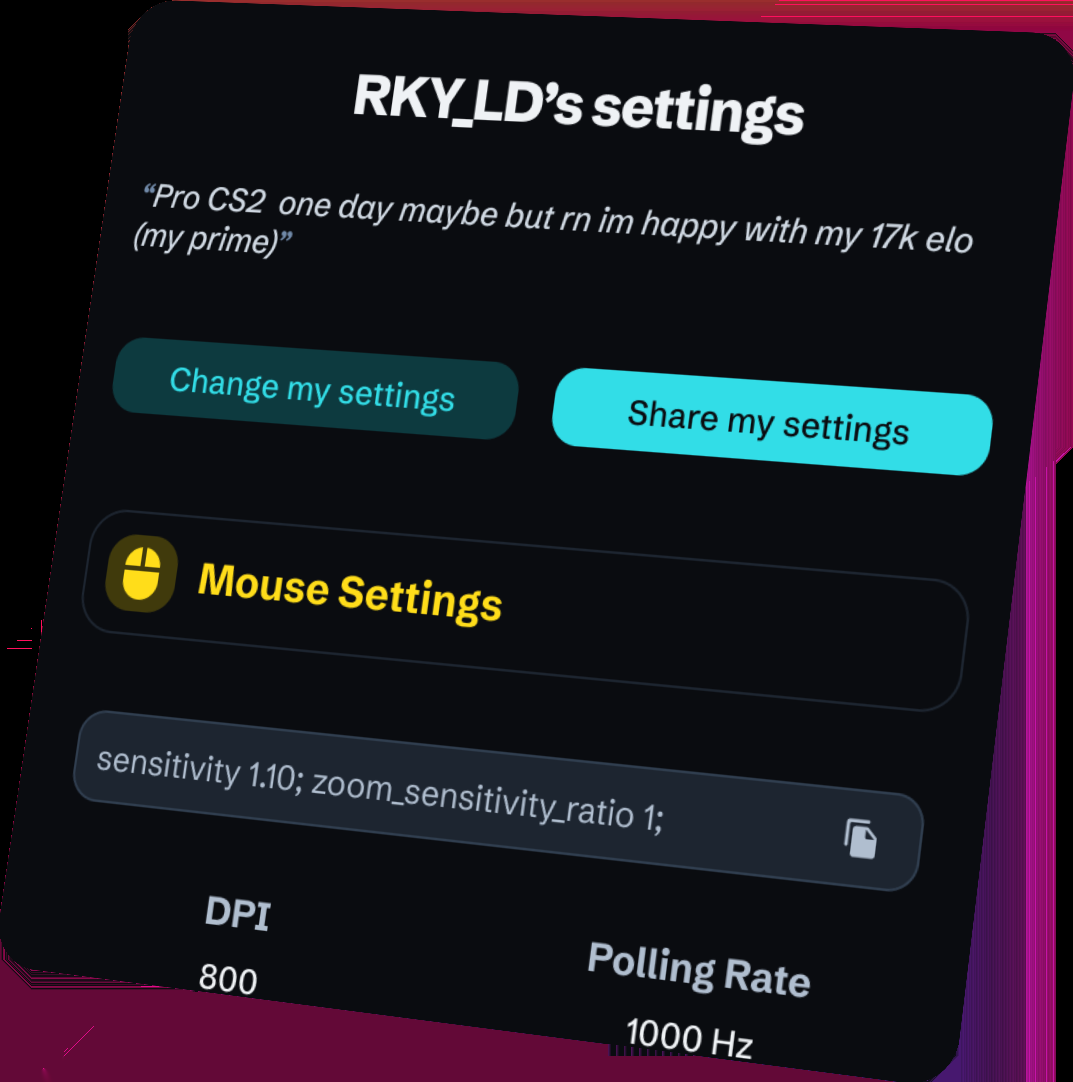 RKY_LD’s settings
“Pro CS2  one day maybe but rn im happy with my 17k elo
(my prime)”
Change my settings
Share my settings
Mouse Settings
sensitivity 1.10; zoom_sensitivity_ratio 1;
DPI
Polling Rate
800
1000 Hz